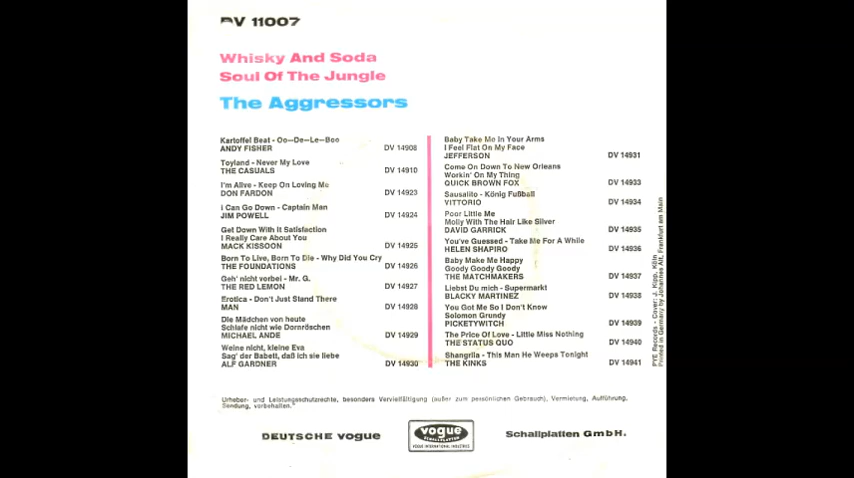 DV 11007
Whisky And Soda
Soul Of The Jungle
The Aggressors
Kartoffel Beat - Oo-De-Le-Boo
ANDY FISHER DV 14908
Toyland - Never My Love
THE CASUALS DV 14910
I'm Alive - Keep On Loving Me
DON FARDON DV 14923
I Can Go Down - Captain Man
JIM POWELL DV 14924
Get Down With It Satisfaction
I Really Care About You
MACK KISSOON DV 14925
Born To Live, Born To Die - Why Did You Cry
THE FOUNDATIONS DV 14926
Geh' nicht vorbei - Mr. G.
THE RED LEMON DV 14927
Erotica - Don't Just Stand There
MAN DV 14928
Die Mädchen von heute
Schlafe nicht wie Dornröschen
MICHAEL ANDE DV 14929
Weine nicht, kleine Eva
Sag' der Babett, daß ich sie liebe
ALF GARDNER DV 14930
Baby Take Me In Your Arms
I Feel Flat On My Face
JEFFERSON DV 14931
Come On Down To New Orleans
Workin' On My Thing
QUICK BROWN FOX DV 14933
Sausalito - König Fußball
VITTORIO DV 14934
Poor Little Me
Molly With The Hair Like Silver
DAVID GARRICK DV 14935
You've Guessed - Take Me For A While
HELEN SHAPIRO DV 14936
Baby Make Me Happy
Goody Goody Goody
THE MATCHMAKERS DV 14937
Liebst Du mich - Supermarkt
BLACKY MARTINEZ DV 14938
You Got Me So I Don't Know
Solomon Grundy
PICKETYWITCH DV 14939
The Price Of Love - Little Miss Nothing
THE STATUS QUO DV 14940
Shangrila - This Man He Weeps Tonight
THE KINKS DV 14941
PYE Records - Cover: J. Kipp, Köln
Printed in Germany by Johannes Alt, Frankfurt am Main
Urheber- und Leistungsschutzrechte, besonders Vervielfältigung (außer zum persönlichen Gebrauch), Vermietung, Aufführung,
Sendung, vorbehalten."
DEUTSCHE vogue
vogue
SCHALLPLATTEN
VOGUE INTERNATIONAL INDUSTRIES
Schallplatten GmbH.